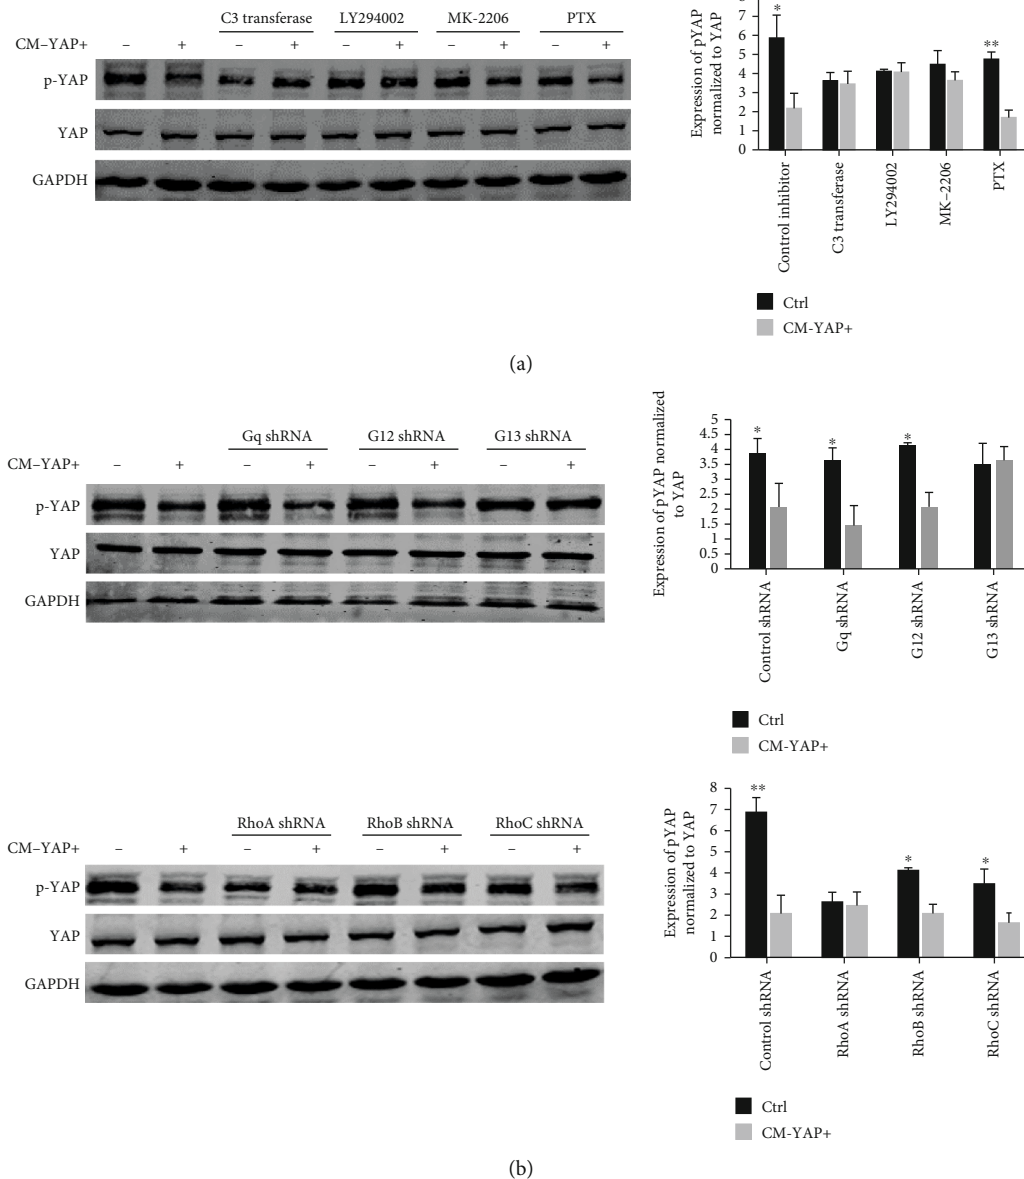 C3 transferase LY294002 MK-2206 PTX
CM–YAP+ – + – + – + – + – +
p-YAP
YAP
GAPDH
Expression of pYAP
normalized to YAP
7
6
5
4
3
2
1
0
*
**
Control inhibitor
C3 transferase
LY294002
MK–2206
PTX
Ctrl
CM-YAP+
(a)
Gq shRNA G12 shRNA G13 shRNA
CM–YAP+ – + – + – + – +
p-YAP
YAP
GAPDH
Expression of pYAP normalized
to YAP
5
4.5
4
3.5
3
2.5
2
1.5
1
0.5
0
*
*
*
Control shRNA
Gq shRNA
G12 shRNA
G13 shRNA
Ctrl
CM-YAP+
RhoA shRNA RhoB shRNA RhoC shRNA
CM–YAP+ – + – + – + – +
p-YAP
YAP
GAPDH
Expression of pYAP
normalized to YAP
8
7
6
5
4
3
2
1
0
**
*
*
Control shRNA
RhoA shRNA
RhoB shRNA
RhoC shRNA
Ctrl
CM-YAP+
(b)